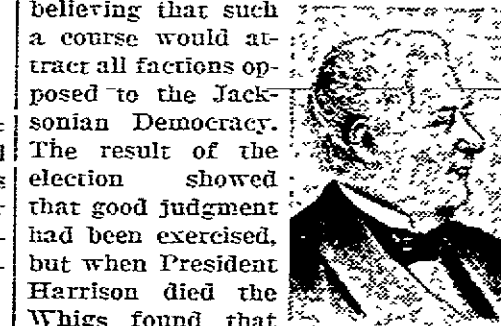 believing that such
a course would at-
tract all factions op-
posed to the Jack-
sonian Democracy.
The result of the
election showed
that good judgment
had been exercised,
but when President
Harrison died the
Whigs found that